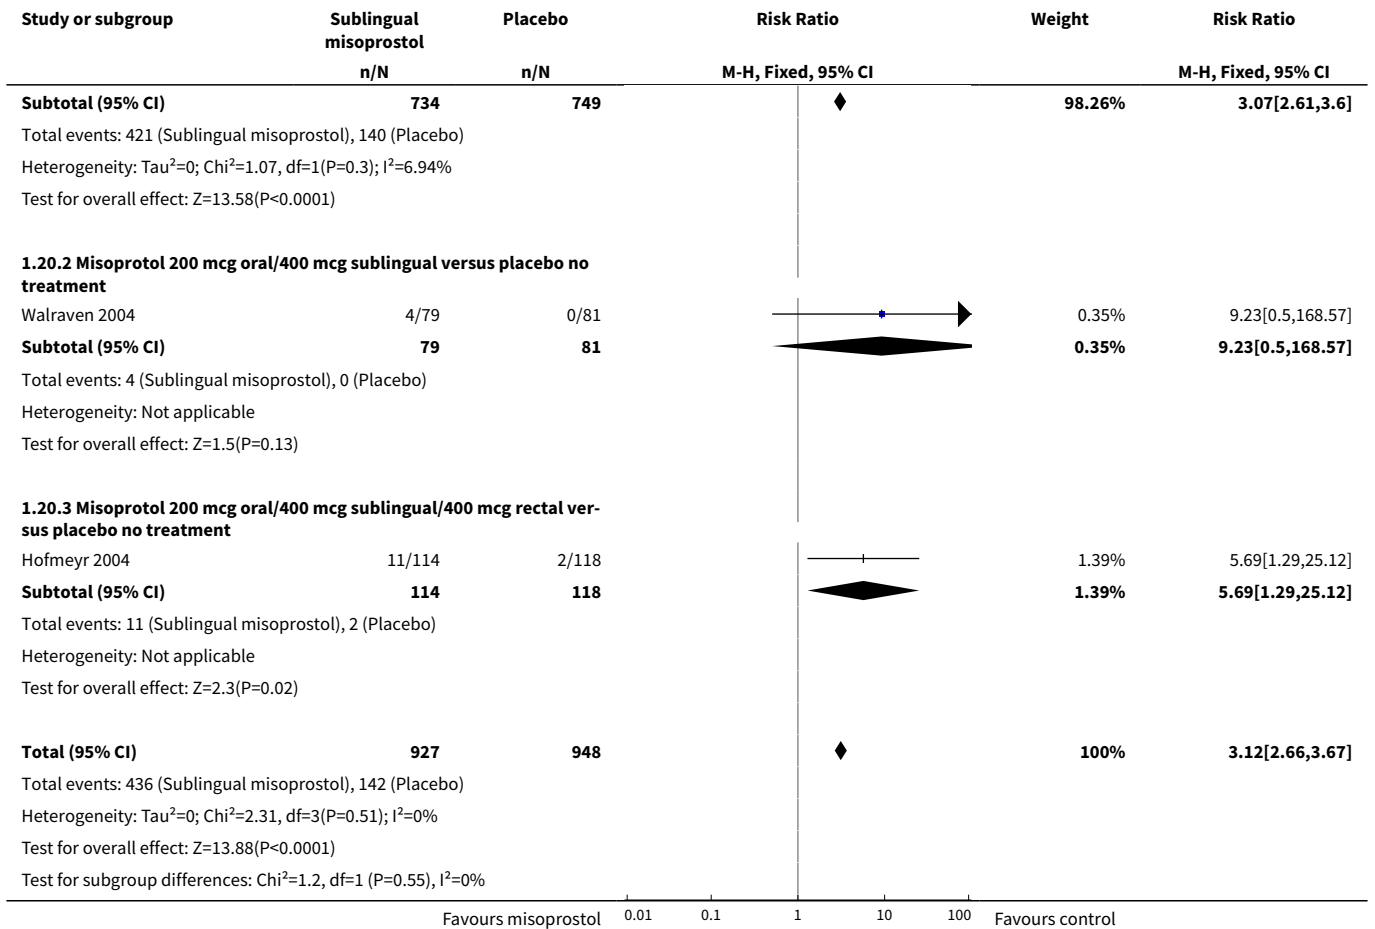 Study or subgroup Sublingual misoprostol Placebo Risk Ratio Weight Risk Ratio
n/N n/N M-H, Fixed, 95% CI M-H, Fixed, 95% CI
Subtotal (95% CI) 734 749 98.26% 3.07[2.61,3.6]
Total events: 421 (Sublingual misoprostol), 140 (Placebo)
Heterogeneity: Tau²=0; Chi²=1.07, df=1(P=0.3); I²=6.94%
Test for overall effect: Z=13.58(P<0.0001)
1.20.2 Misoprotol 200 mcg oral/400 mcg sublingual versus placebo no
treatment
Walraven 2004 4/79 0/81 0.35% 9.23[0.5,168.57]
Subtotal (95% CI) 79 81 0.35% 9.23[0.5,168.57]
Total events: 4 (Sublingual misoprostol), 0 (Placebo)
Heterogeneity: Not applicable
Test for overall effect: Z=1.5(P=0.13)
1.20.3 Misoprotol 200 mcg oral/400 mcg sublingual/400 mcg rectal ver-
sus placebo no treatment
Hofmeyr 2004 11/114 2/118 1.39% 5.69[1.29,25.12]
Subtotal (95% CI) 114 118 1.39% 5.69[1.29,25.12]
Total events: 11 (Sublingual misoprostol), 2 (Placebo)
Heterogeneity: Not applicable
Test for overall effect: Z=2.3(P=0.02)
Total (95% CI) 927 948 100% 3.12[2.66,3.67]
Total events: 436 (Sublingual misoprostol), 142 (Placebo)
Heterogeneity: Tau²=0; Chi²=2.31, df=3(P=0.51); I²=0%
Test for overall effect: Z=13.88(P<0.0001)
Test for subgroup differences: Chi²=1.2, df=1 (P=0.55), I²=0%
Favours misoprostol 0.01 0.1 1 10 100 Favours control